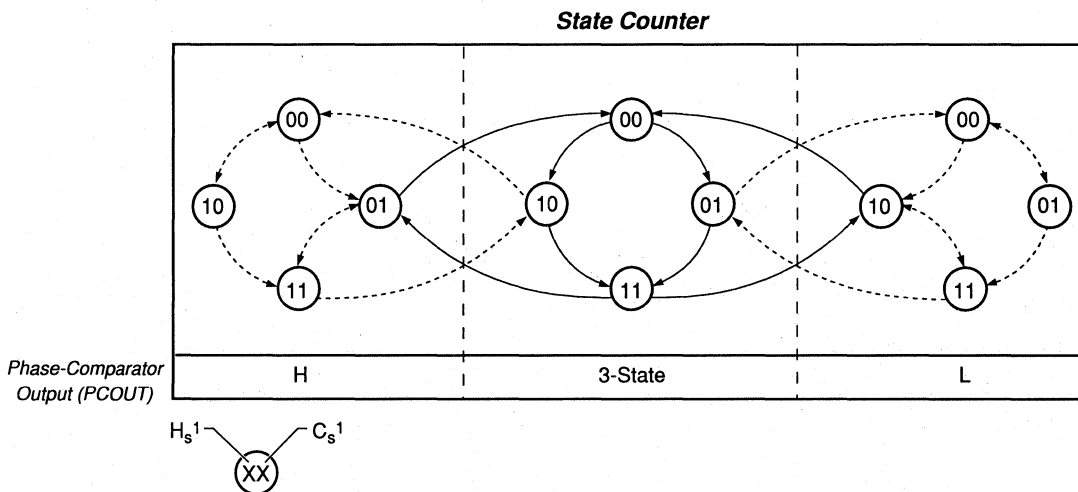 State Counter
00 00 00
10 01 10 01 10 01
11 11 11
Phase-Comparator
Output (PCOUT)
H 3-State L
Hs1 Cs1
XX